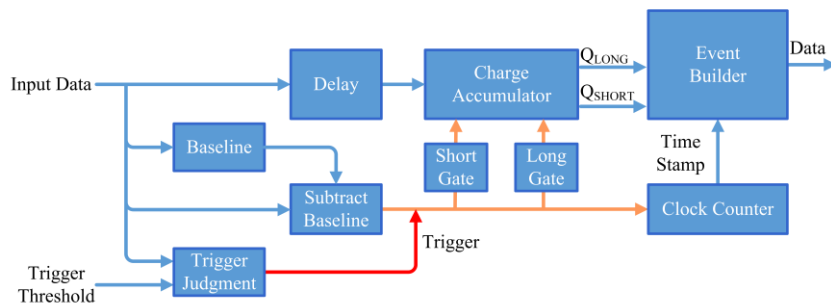 Input Data
Delay
Charge
Accumulator
QLONG
QSHORT
Event
Builder
Data
Baseline
Short
Gate
Long
Gate
Time
Stamp
Subtract
Baseline
Clock Counter
Trigger
Trigger
Judgment
Trigger
Threshold